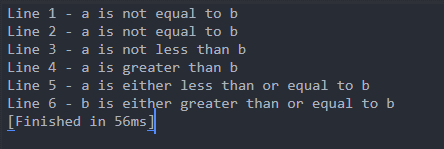 Line 1 - a is not equal to b
Line 2 - a is not equal to b
Line 3 - a is not less than b
Line 4 - a is greater than b
Line 5 - a is either less than or equal to b
Line 6 - b is either greater than or equal to b
[Finished in 56ms]